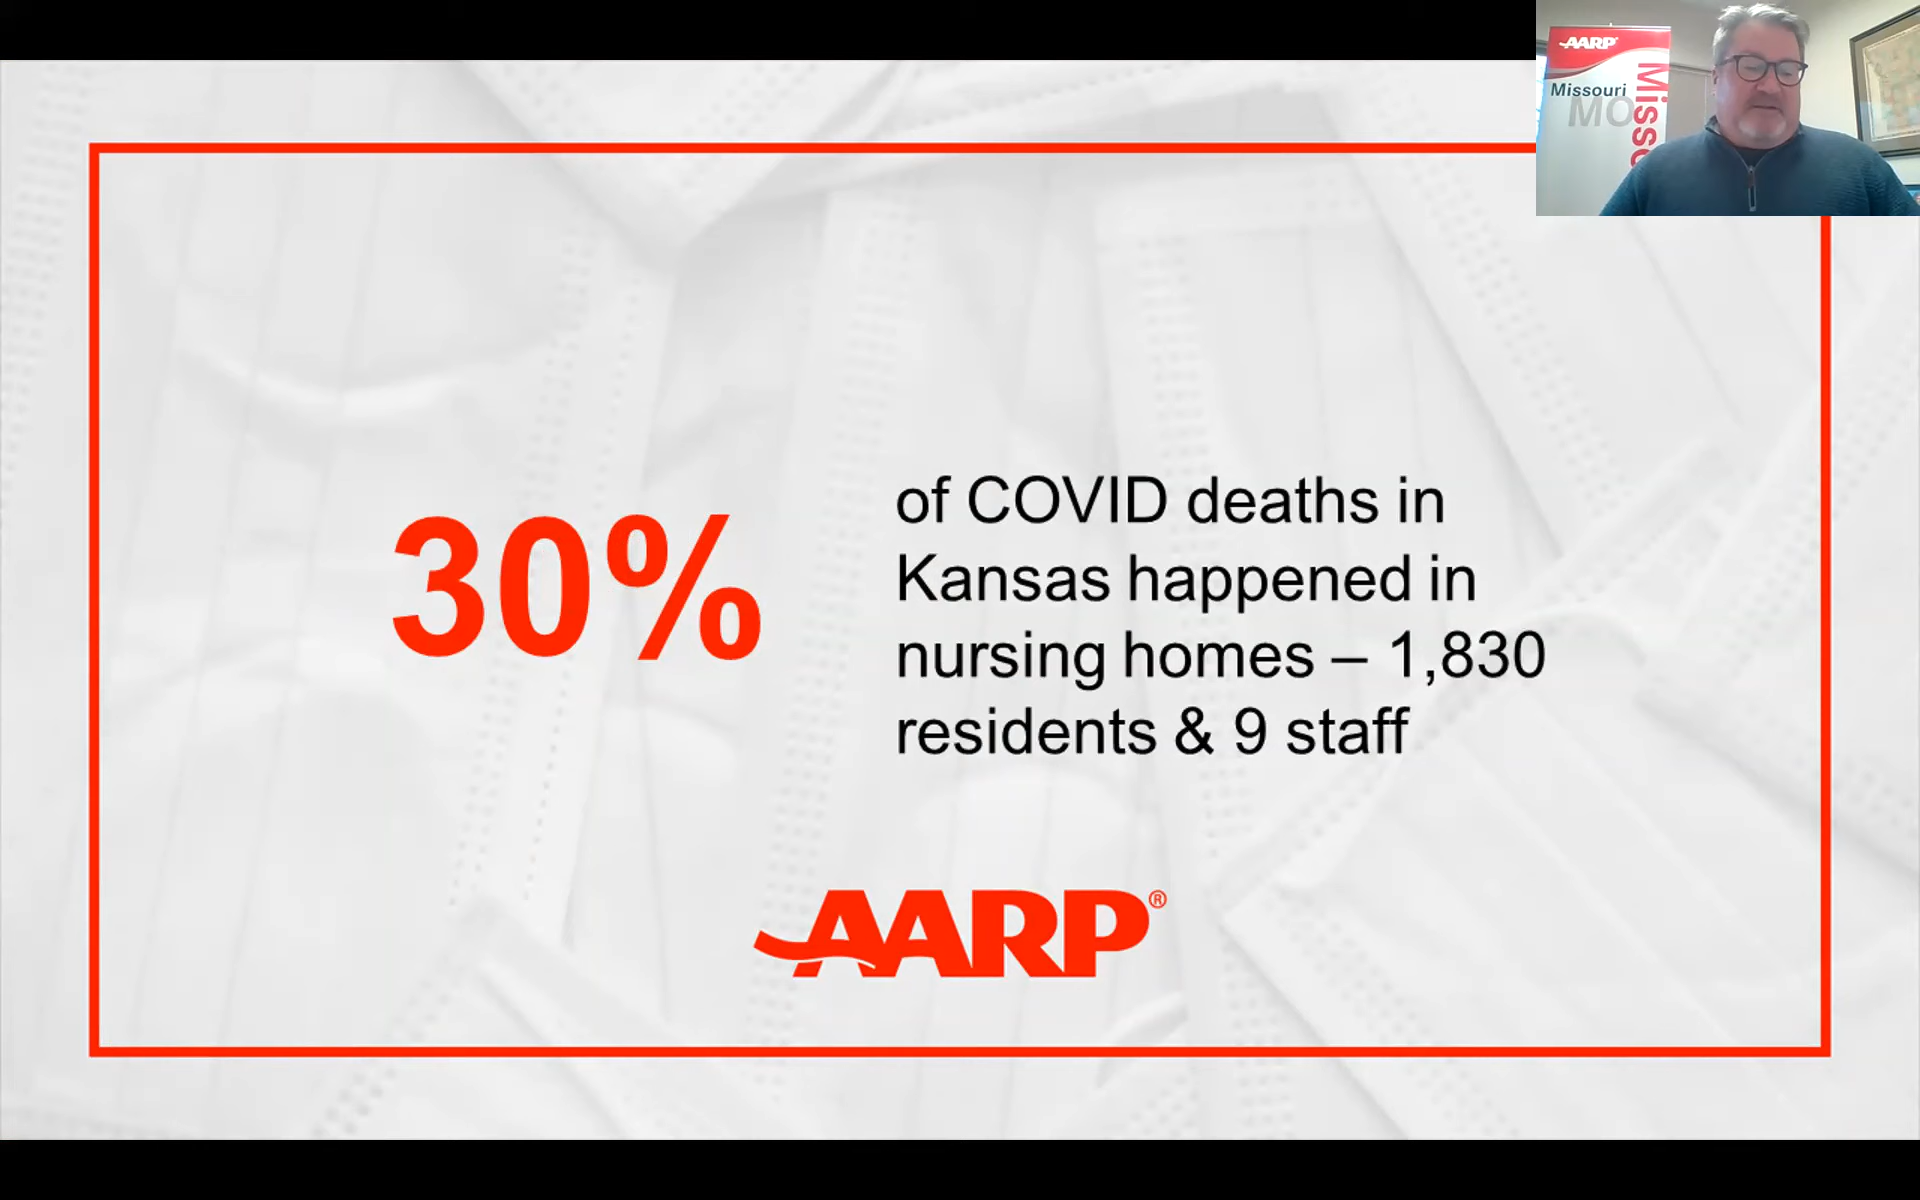 AARP
Missouri
MO
Misso
30%
of COVID deaths in
Kansas happened in
nursing homes – 1,830
residents & 9 staff
AARP®